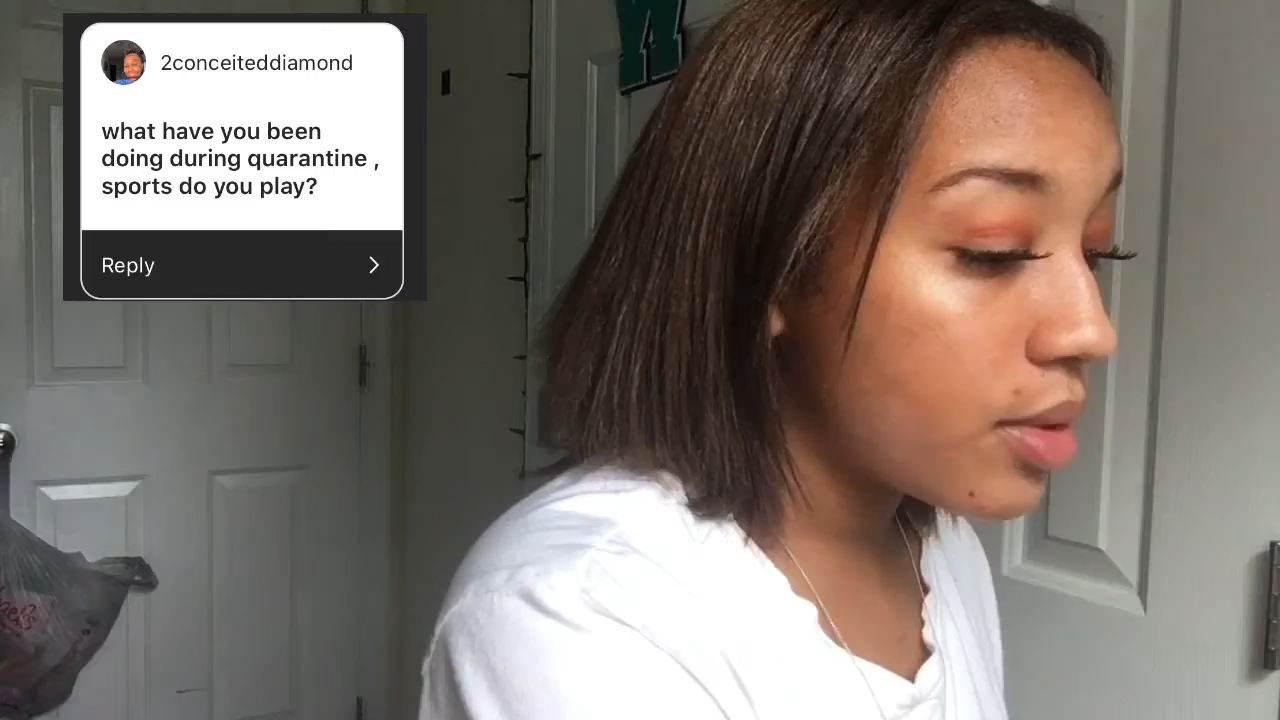 2conceiteddiamond
what have you been
doing during quarantine ,
sports do you play?
Reply